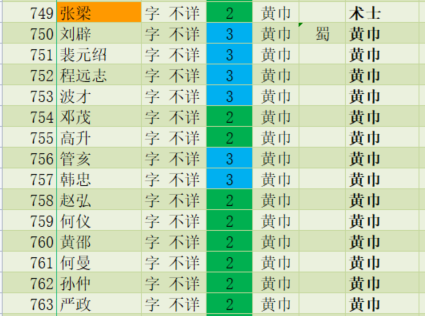 749 张梁 字 不详 2 黄巾 术士
750 刘辟 字 不详 3 黄巾 蜀 黄巾
751 裴元绍 字 不详 3 黄巾 黄巾
752 程远志 字 不详 3 黄巾 黄巾
753 波才 字 不详 3 黄巾 黄巾
754 邓茂 字 不详 2 黄巾 黄巾
755 高升 字 不详 2 黄巾 黄巾
756 管亥 字 不详 3 黄巾 黄巾
757 韩忠 字 不详 3 黄巾 黄巾
758 赵弘 字 不详 2 黄巾 黄巾
759 何仪 字 不详 2 黄巾 黄巾
760 黄邵 字 不详 2 黄巾 黄巾
761 何曼 字 不详 2 黄巾 黄巾
762 孙仲 字 不详 2 黄巾 黄巾
763 严政 字 不详 2 黄巾 黄巾